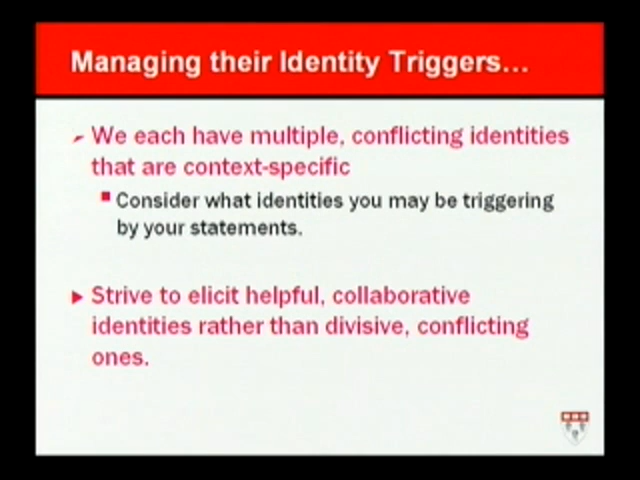 Managing their Identity Triggers...
We each have multiple, conflicting identities
that are context-specific
Consider what identities you may be triggering
by your statements.
Strive to elicit helpful, collaborative
identities rather than divisive, conflicting
ones.